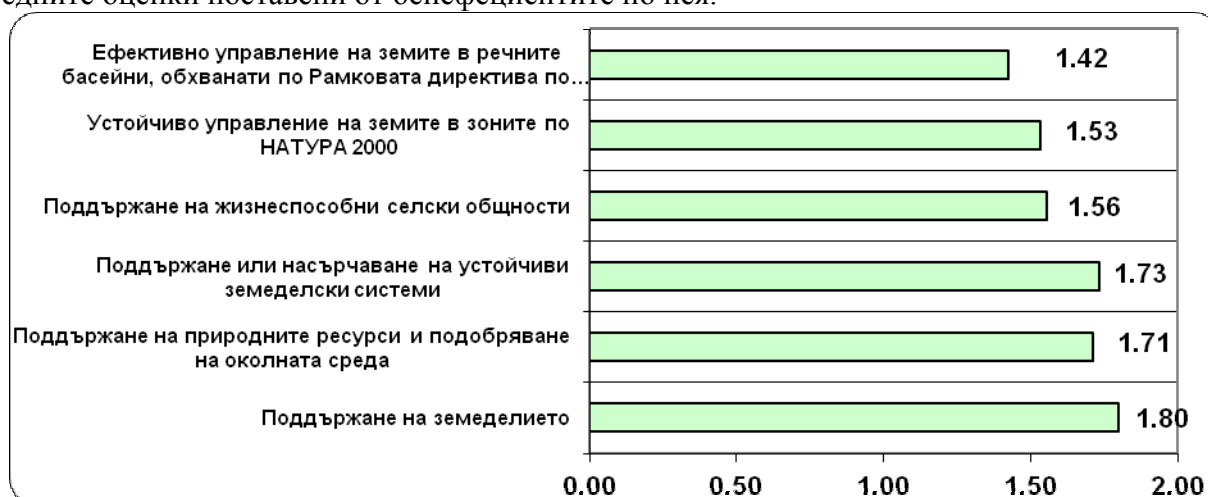 оценки поставени от
Ефективно управление на земите в речните
басейни, обхванати по Рамковата директива по...
1.42
Устойчиво управление на земите в зоните по
НАТУРА 2000
1.53
Поддържане на жизнеспособни селски общности
1.56
Поддържане или насърчаване на устойчиви
земеделски системи
1.73
Поддържане на природните ресурси и подобряване
на околната среда
1.71
Поддържане на земеделието
1.80
0.00 0.50 1.00 1.50 2.00